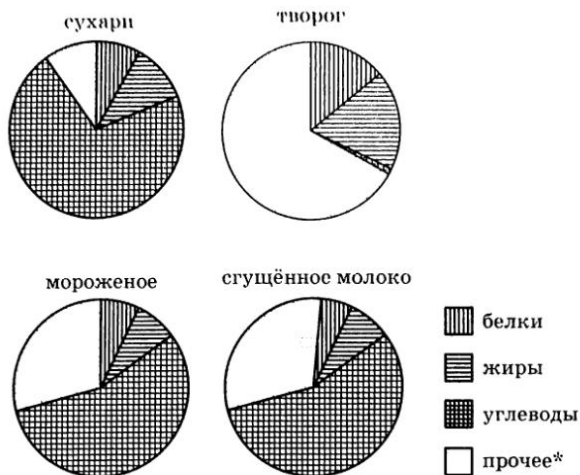 сухари
творог
мороженое
сгущённое молоко
белки
жиры
углеводы
прочее*